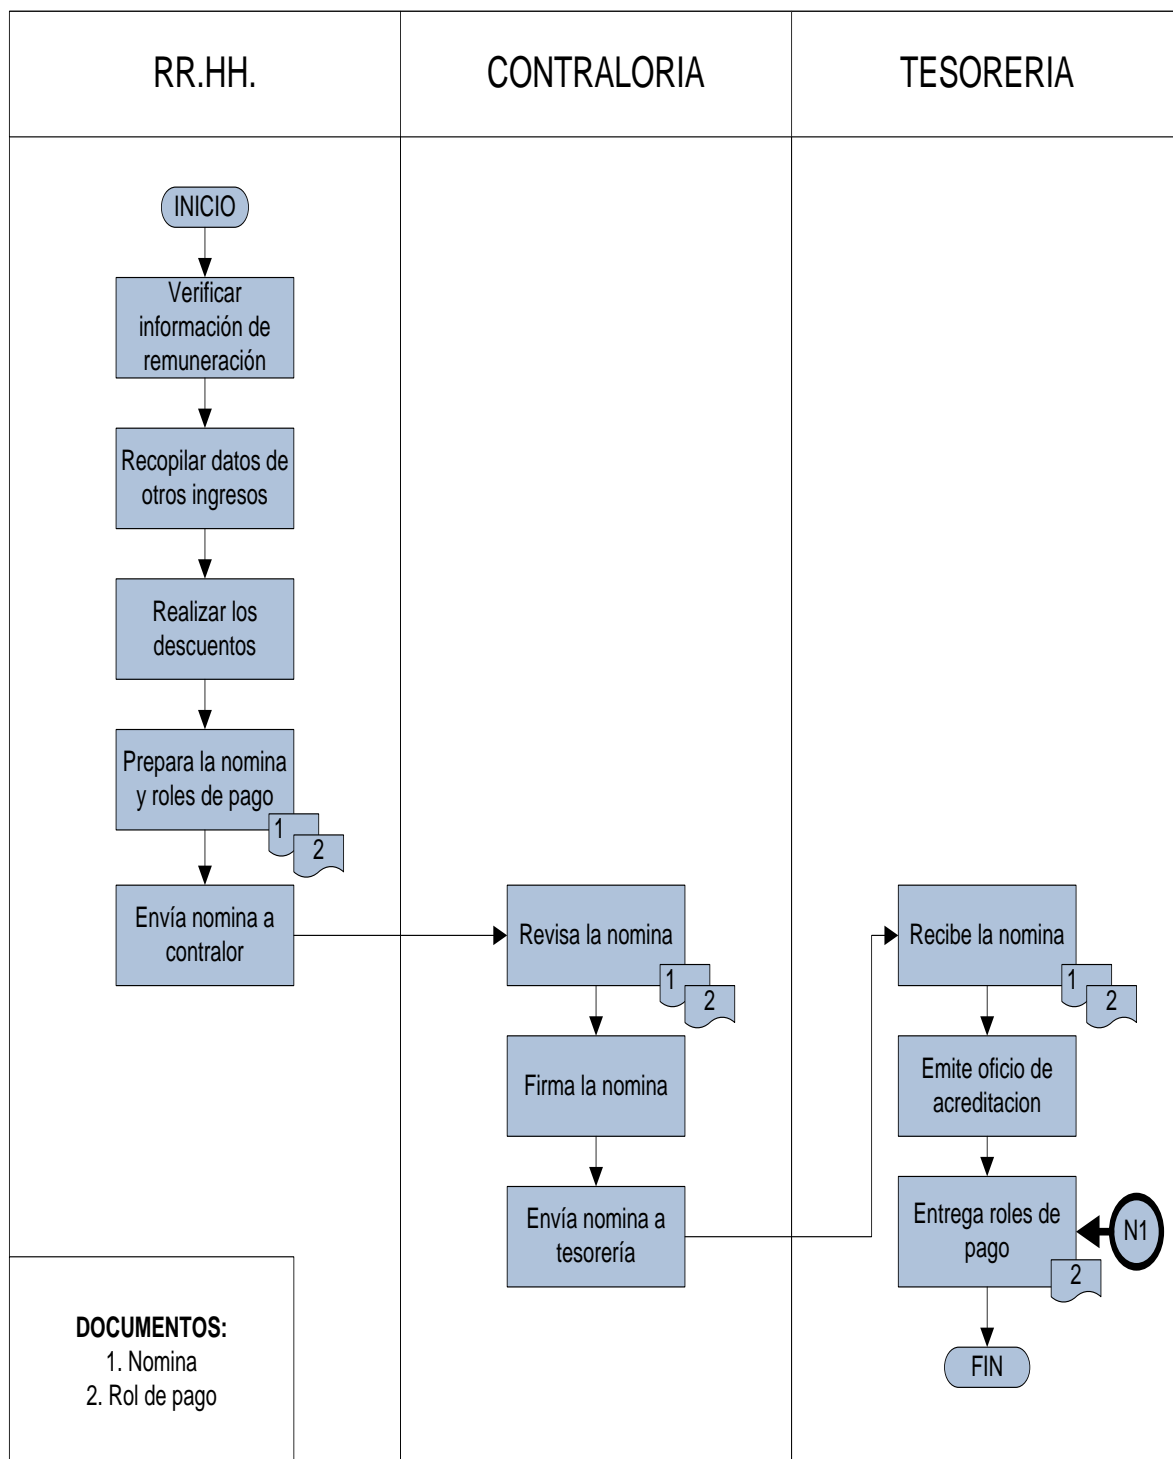 RR.HH.
CONTRALORIA
TESORERIA
INICIO
Verificar
información de
remuneración
Recopilar datos de
otros ingresos
Realizar los
descuentos
Prepara la nomina
y roles de pago
1
2
Envía nomina a
contralor
Revisa la nomina
1
2
Firma la nomina
Envía nomina a
tesorería
Recibe la nomina
1
2
Emite oficio de
acreditacion
Entrega roles de
pago
N1
2
FIN
DOCUMENTOS:
1. Nomina
2. Rol de pago